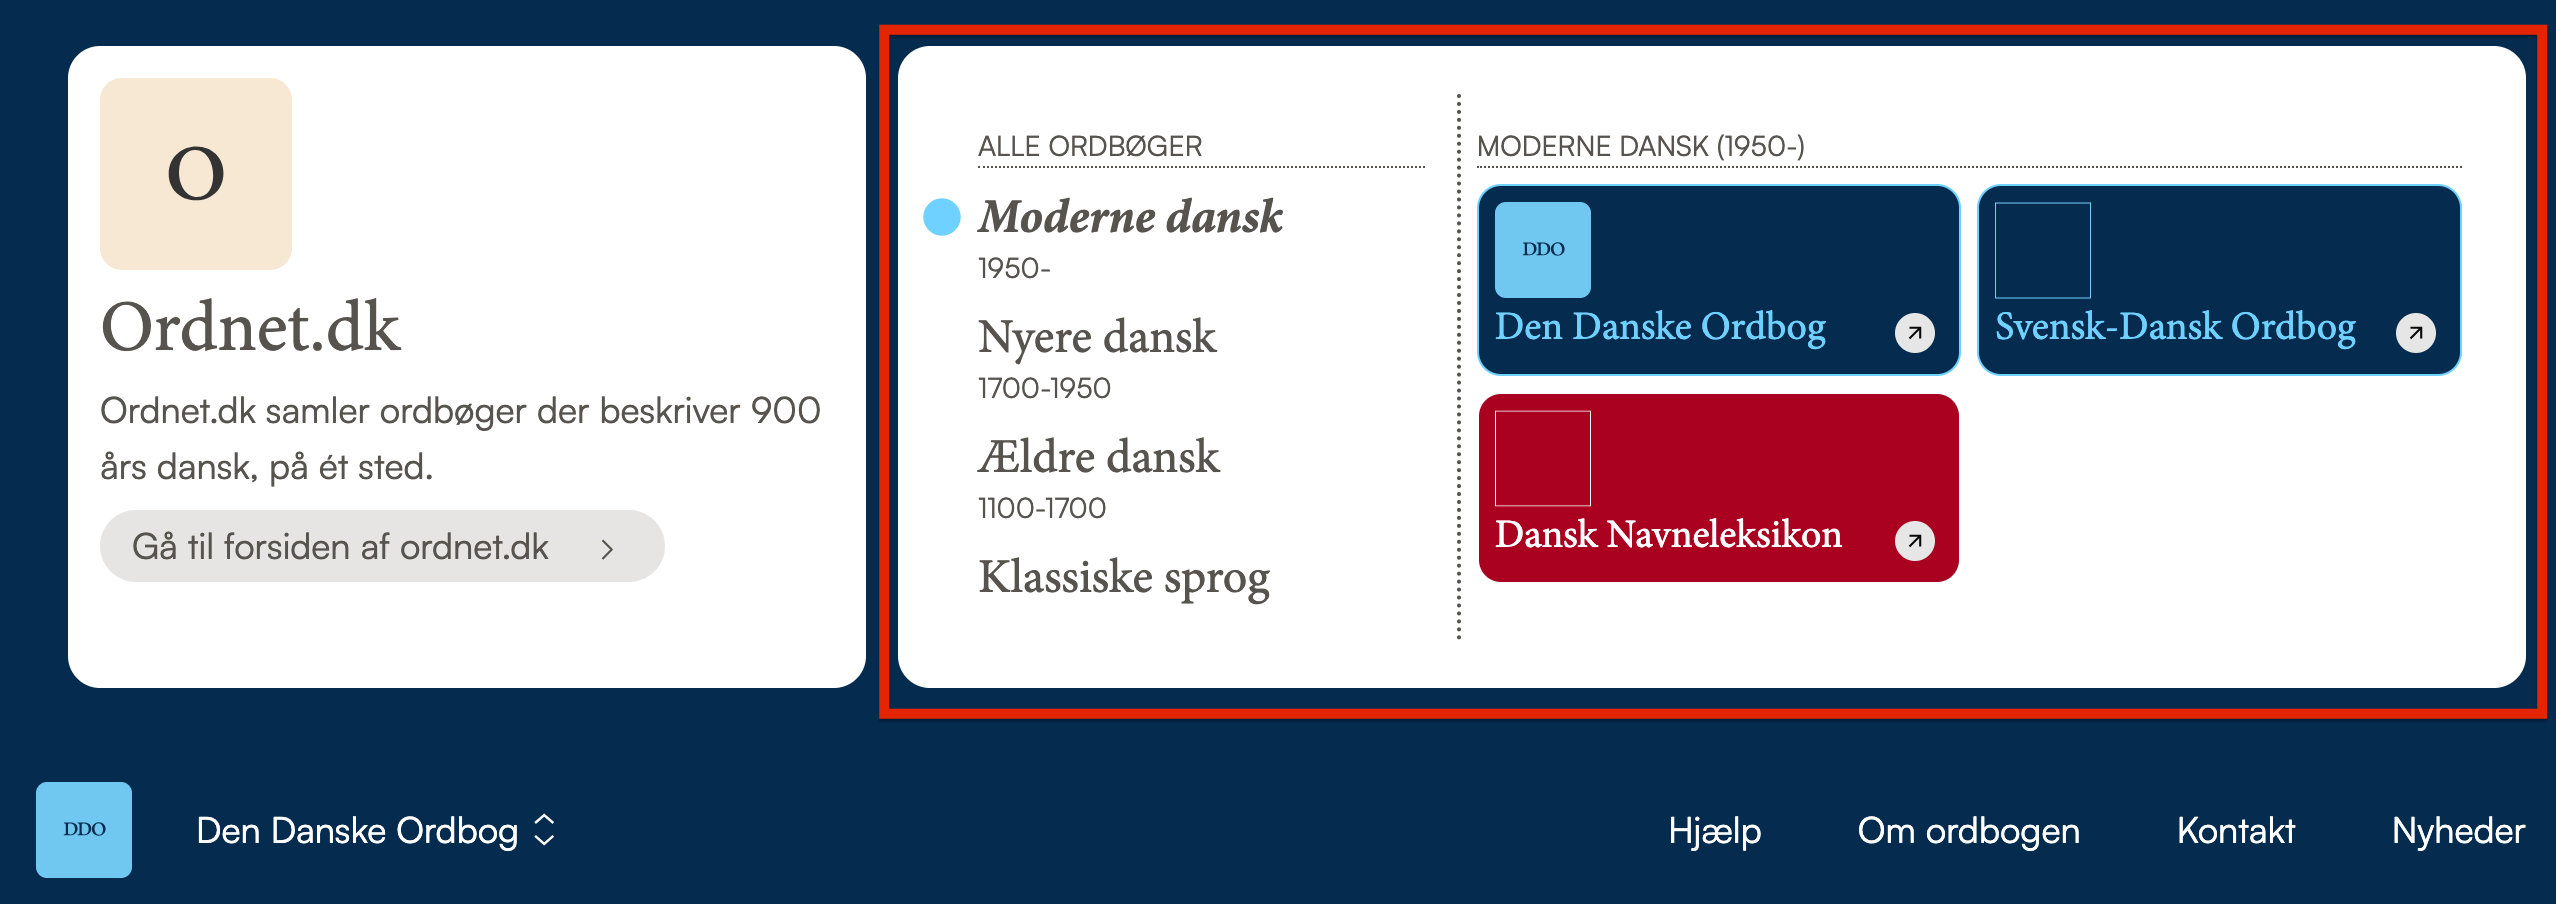 O
Ordnet.dk
Ordnet.dk samler ordbøger der beskriver 900
års dansk, på ét sted.
Gå til forsiden af ordnet.dk
ALLE ORDBØGER
Moderne dansk
1950-
Nyere dansk
1700-1950
Ældre dansk
1100-1700
Klassiske sprog
MODERNE DANSK (1950-)
DDO
Den Danske Ordbog
Svensk-Dansk Ordbog
Dansk Navneleksikon
DDO
Den Danske Ordbog
Hjælp
Om ordbogen
Kontakt
Nyheder